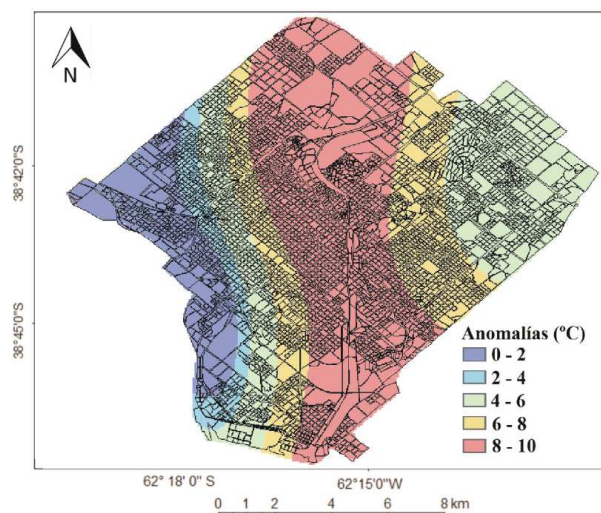 N
38°42'0"S
38°45'0"S
Anomalías (ºC)
0 - 2
2 - 4
4 - 6
6 - 8
8 - 10
62° 18' 0" S
62°15'0"W
0 1 2 4 6 8 km